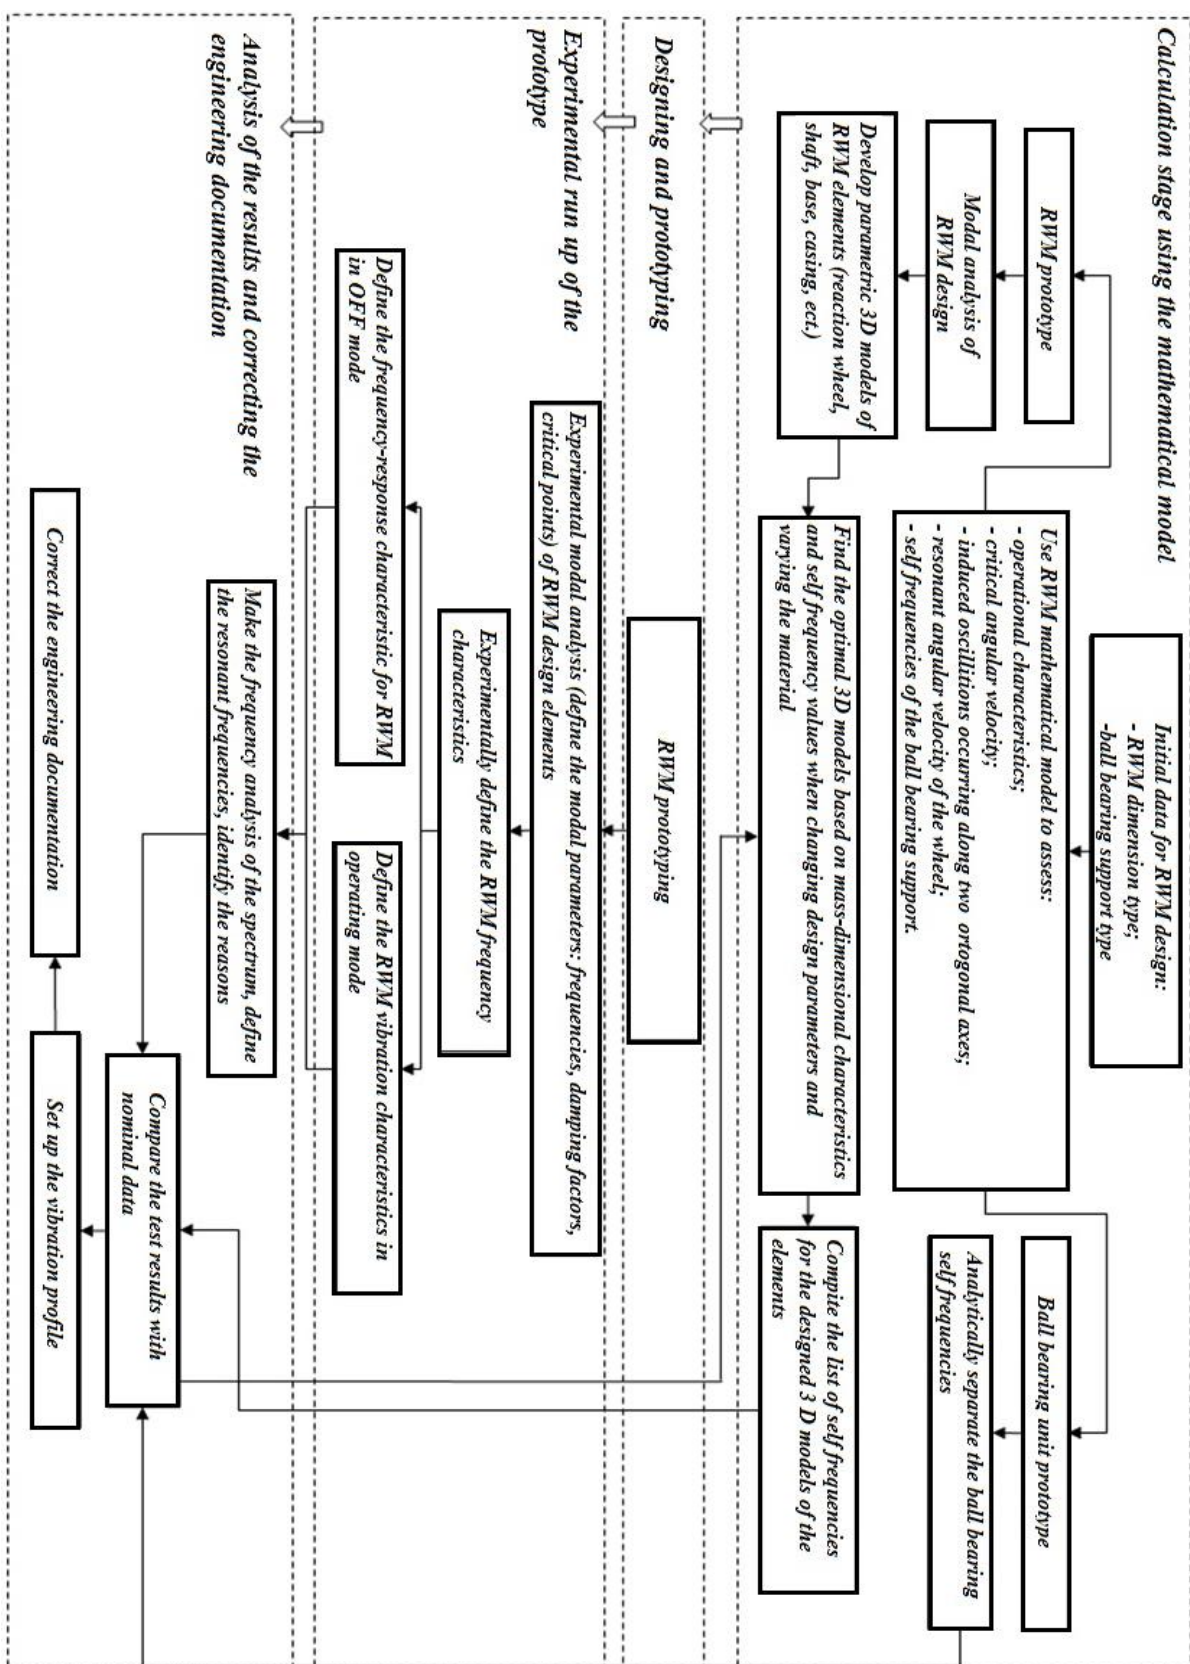 Calculation stage using the mathematical model
Initial data for RWM design:
- RWM dimension type;
-ball bearing support type
RWM prototype
Use RWM mathematical model to assess:
- operational characteristics;
- critical angular velocity;
- induced oscillitions occurring along two ortogonal axes;
- resonant angular velocity of the wheel;
- self frequencies of the ball bearing support.
Ball bearing unit prototype
Modal analysis of
RWM design
Analytically separate the ball bearing
self frequencies
Develop parametric 3D models of
RWM elements (reaction wheel,
shaft, base, casing, ect.)
Find the optimal 3D models based on mass-dimensional characteristics
and self frequency values when changing design parameters and
varying the material
Compite the list of self frequencies
for the designed 3 D models of the
elements
Designing and prototyping
RWM prototyping
Experimental run up of the
prototype
Experimental modal analysis (define the modal parameters: frequencies, damping factors,
critical points) of RWM design elements
Experimentally define the RWM frequency
characteristics
Define the frequency-response characteristic for RWM
in OFF mode
Define the RWM vibration characteristics in
operating mode
Analysis of the results and correcting the
engineering documentation
Make the frequency analysis of the spectrum, define
the resonant frequencies, identify the reasons
Compare the test results with
nominal data
Correct the engineering documentation
Set up the vibration profile